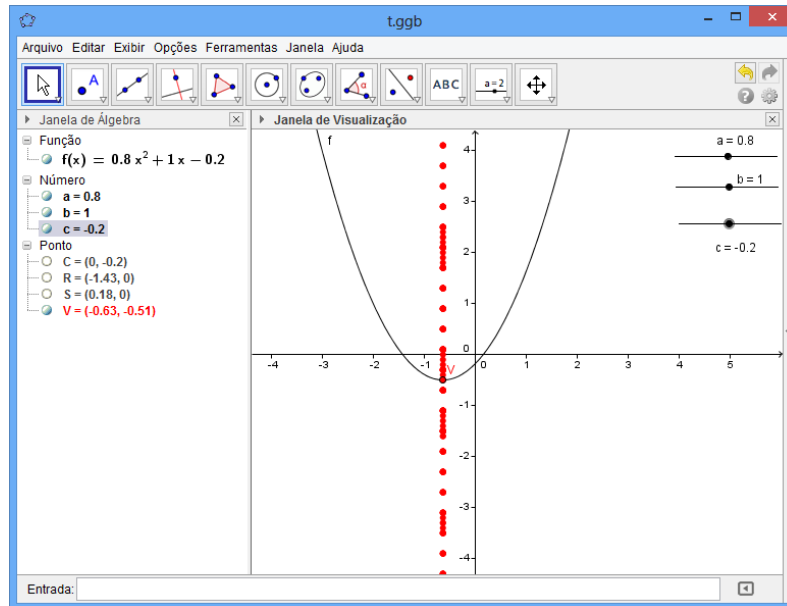 t.ggb
Arquivo Editar Exibir Opções Ferramentas Janela Ajuda
A
α
ABC
a=2
Janela de Álgebra
Janela de Visualização
Função
f(x) = 0.8 x² + 1x − 0.2
Número
a = 0.8
b = 1
c = -0.2
Ponto
C = (0, -0.2)
R = (-1.43, 0)
S = (0.18, 0)
V = (-0.63, -0.51)
f
a = 0.8
b = 1
c = -0.2
4
3
2
1
0
-4 -3 -2 -1 0 1 2 3 4 5
V
-1
-2
-3
-4
Entrada: